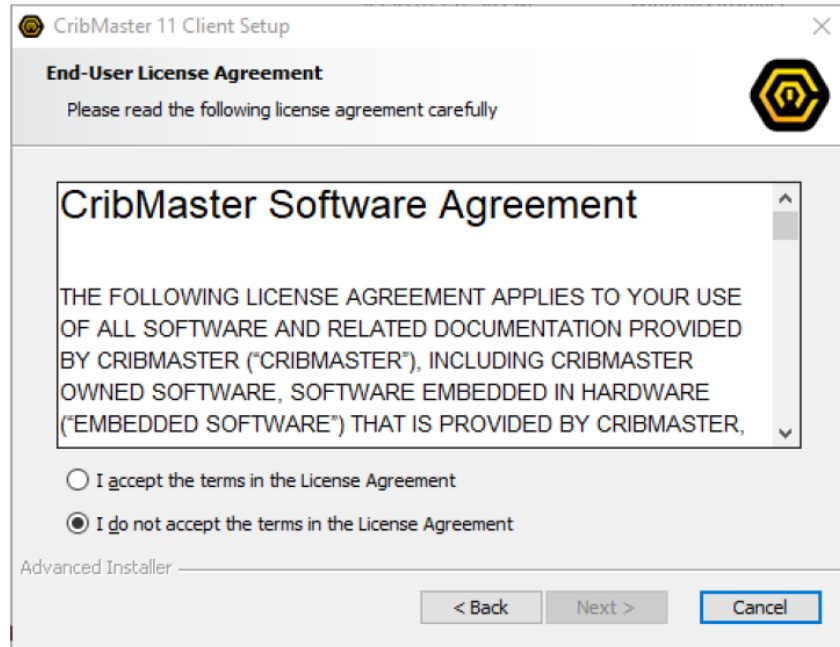 CribMaster 11 Client Setup
End-User License Agreement
Please read the following license agreement carefully
CribMaster Software Agreement
THE FOLLOWING LICENSE AGREEMENT APPLIES TO YOUR USE
OF ALL SOFTWARE AND RELATED DOCUMENTATION PROVIDED
BY CRIBMASTER (“CRIBMASTER”), INCLUDING CRIBMASTER
OWNED SOFTWARE, SOFTWARE EMBEDDED IN HARDWARE
(“EMBEDDED SOFTWARE”) THAT IS PROVIDED BY CRIBMASTER,
I accept the terms in the License Agreement
I do not accept the terms in the License Agreement
Advanced Installer
< Back
Next >
Cancel